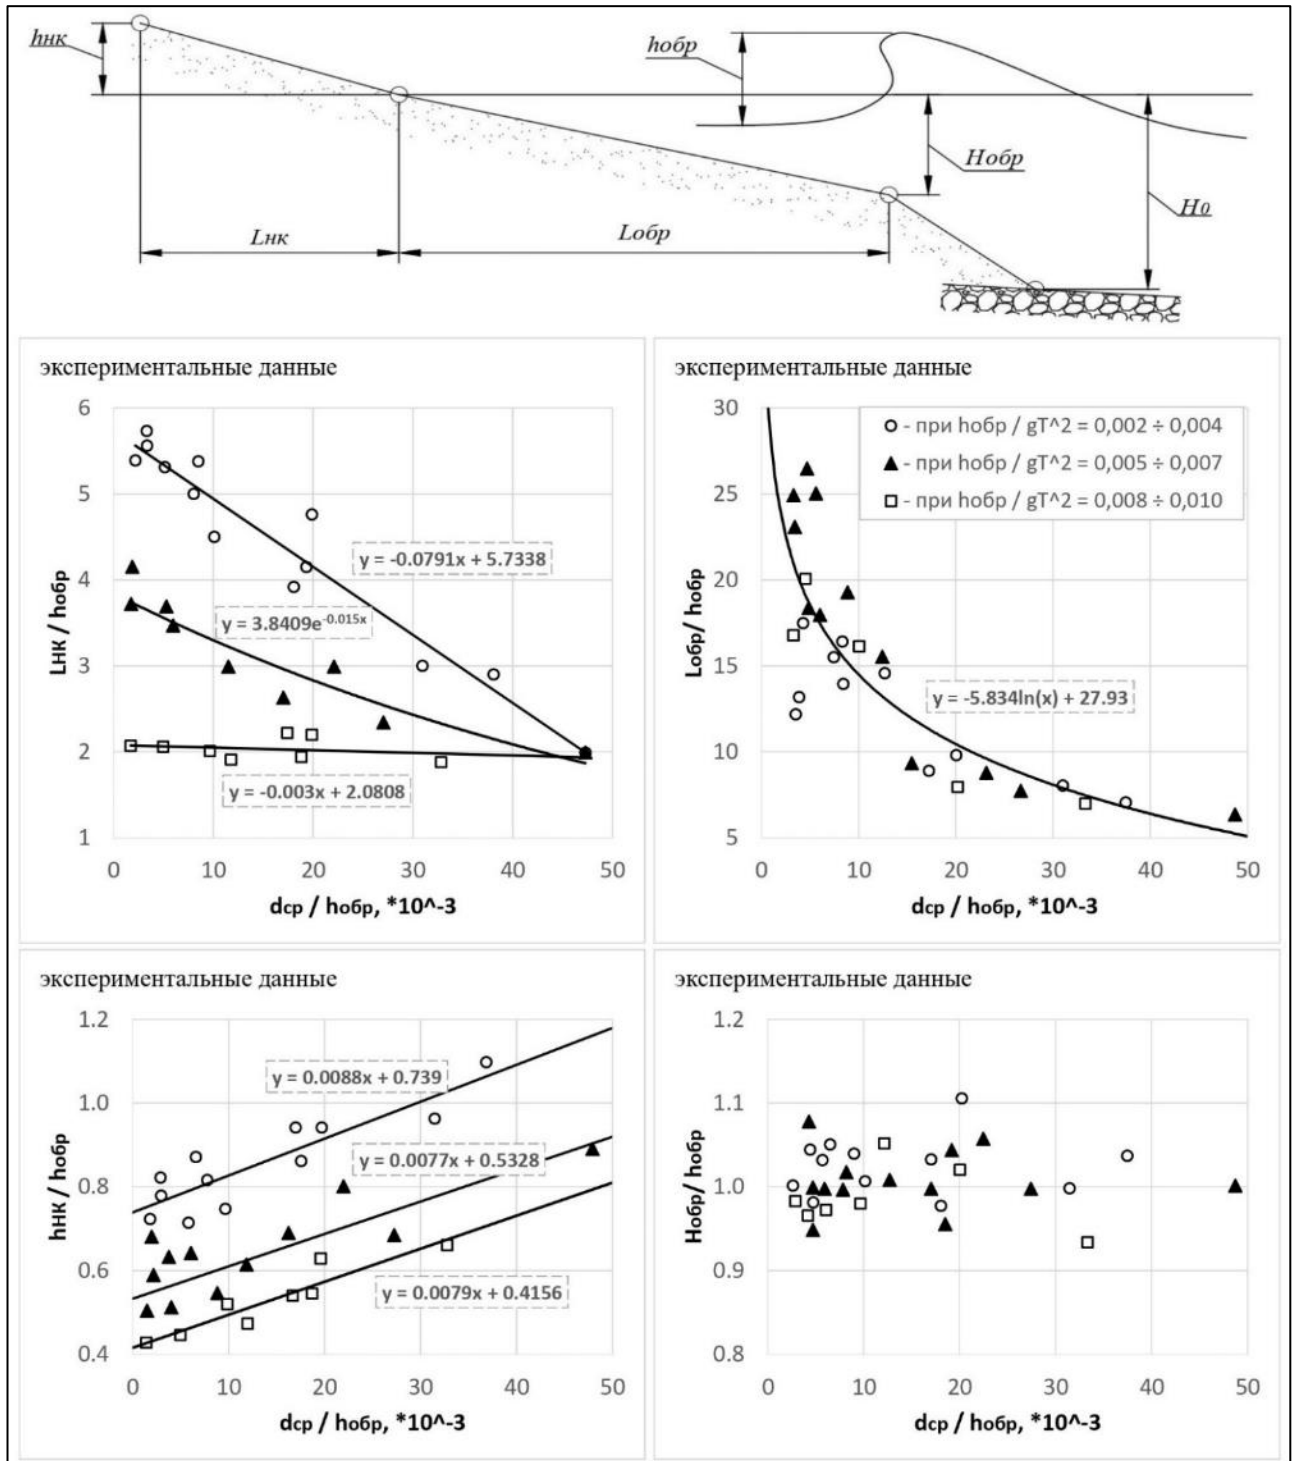 hнк
hобр
Hобр
H0
Lнк
Lобр
экспериментальные данные
Lнк / hобр
6
5
4
3
2
1
y = -0.0791x + 5.7338
y = 3.8409e^-0.015x
y = -0.003x + 2.0808
0 10 20 30 40 50
dср / hобр, *10^-3
экспериментальные данные
Lобр/ hобр
30
25
20
15
10
5
- при hобр / gT^2 = 0,002 ÷ 0,004
- при hобр / gT^2 = 0,005 ÷ 0,007
- при hобр / gT^2 = 0,008 ÷ 0,010
y = -5.834ln(x) + 27.93
0 10 20 30 40 50
dср / hобр, *10^-3
экспериментальные данные
hнк / hобр
1.2
1.0
0.8
0.6
0.4
y = 0.0088x + 0.739
y = 0.0077x + 0.5328
y = 0.0079x + 0.4156
0 10 20 30 40 50
dср / hобр, *10^-3
экспериментальные данные
Hобр/ hобр
1.2
1.1
1.0
0.9
0.8
0 10 20 30 40 50
dср / hобр, *10^-3